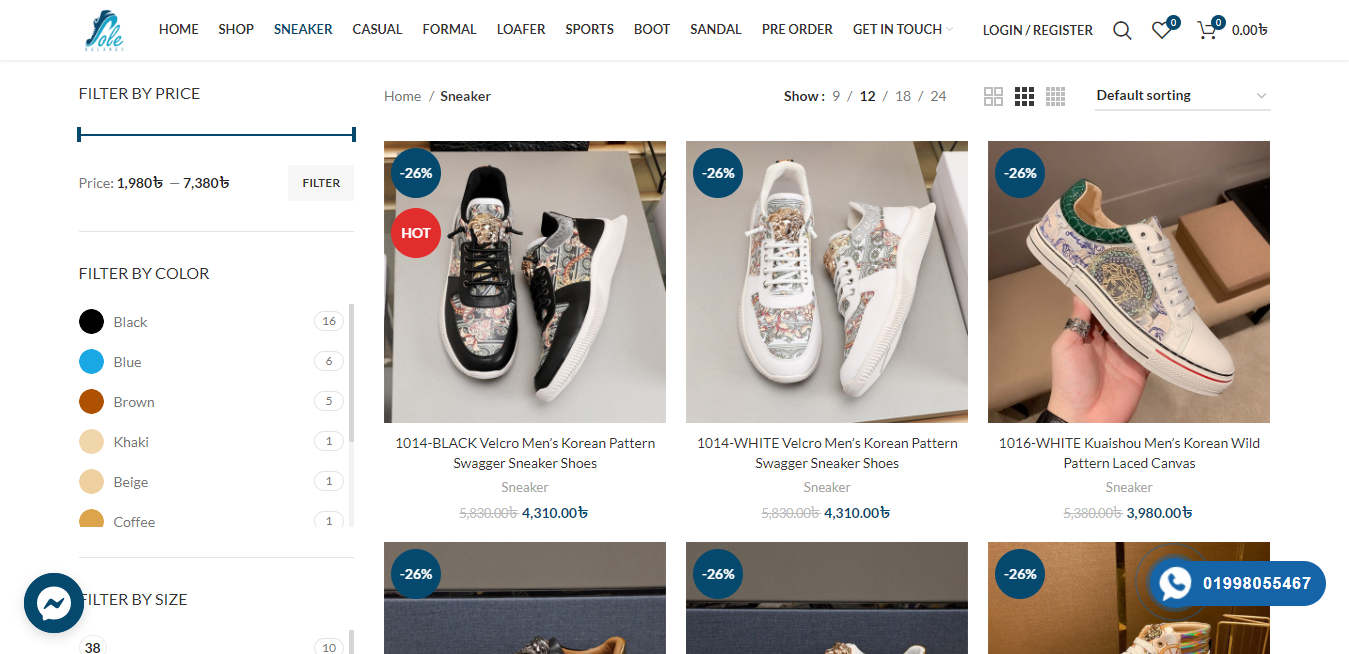 Sole
BALANCE
HOME SHOP SNEAKER CASUAL FORMAL LOAFER SPORTS BOOT SANDAL PRE ORDER GET IN TOUCH LOGIN / REGISTER 0 0 0.00৳
FILTER BY PRICE
Price: 1,980৳ — 7,380৳ FILTER
FILTER BY COLOR
Black 16
Blue 6
Brown 5
Khaki 1
Beige 1
Coffee 1
FILTER BY SIZE
38 10
Home / Sneaker
Show : 9 / 12 / 18 / 24
Default sorting
-26%
HOT
1014-BLACK Velcro Men’s Korean Pattern
Swagger Sneaker Shoes
Sneaker
5,830.00৳ 4,310.00৳
-26%
1014-WHITE Velcro Men’s Korean Pattern
Swagger Sneaker Shoes
Sneaker
5,830.00৳ 4,310.00৳
-26%
1016-WHITE Kuaishou Men’s Korean Wild
Pattern Laced Canvas
Sneaker
5,380.00৳ 3,980.00৳
-26%
-26%
-26%
01998055467